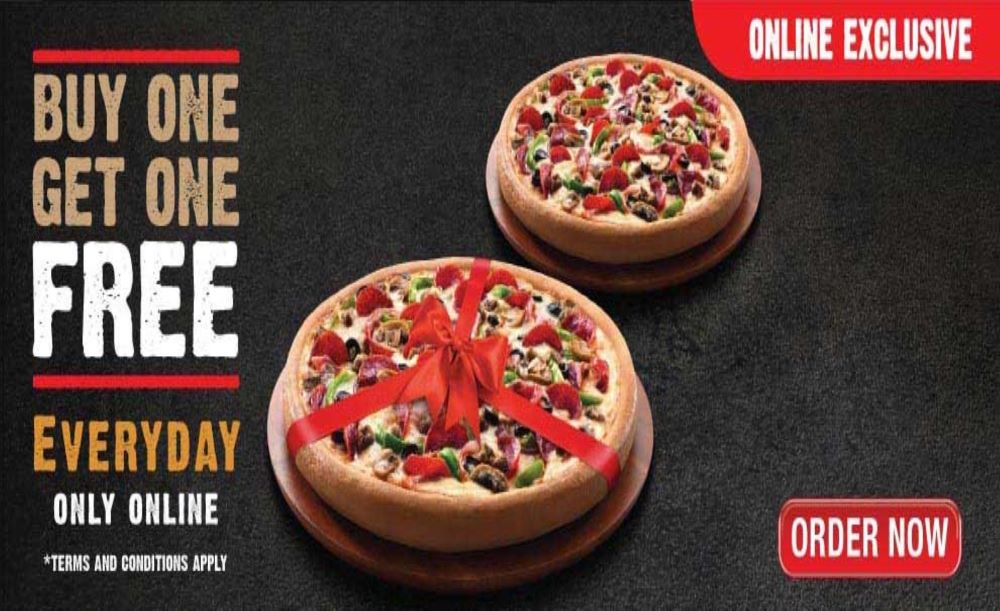 ONLINE EXCLUSIVE
BUY ONE
GET ONE
FREE
EVERYDAY
ONLY ONLINE
*TERMS AND CONDITIONS APPLY
ORDER NOW